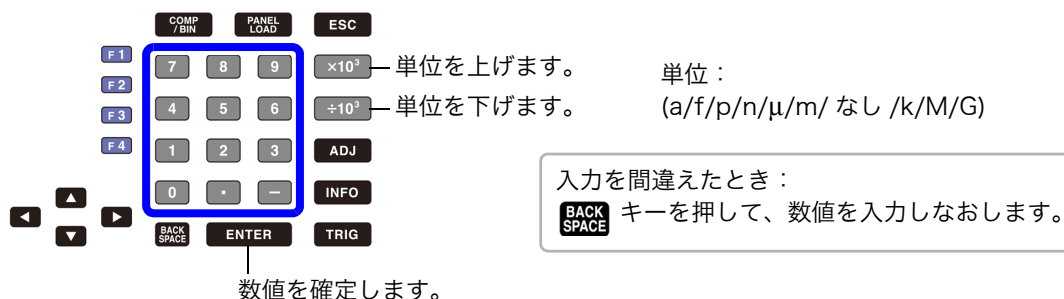 COMP
/ BIN
PANEL
LOAD
ESC
F 1
7 8 9 ×10³ 単位を上げます。
単位：
F 2
F 3
4 5 6 ÷10³ 単位を下げます。
(a/f/p/n/μ/m/ なし /k/M/G)
F 4
1 2 3 ADJ
0 . − INFO
BACK
SPACE
ENTER TRIG
数値を確定します。
入力を間違えたとき：
BACK
SPACE キーを押して、数値を入力しなおします。